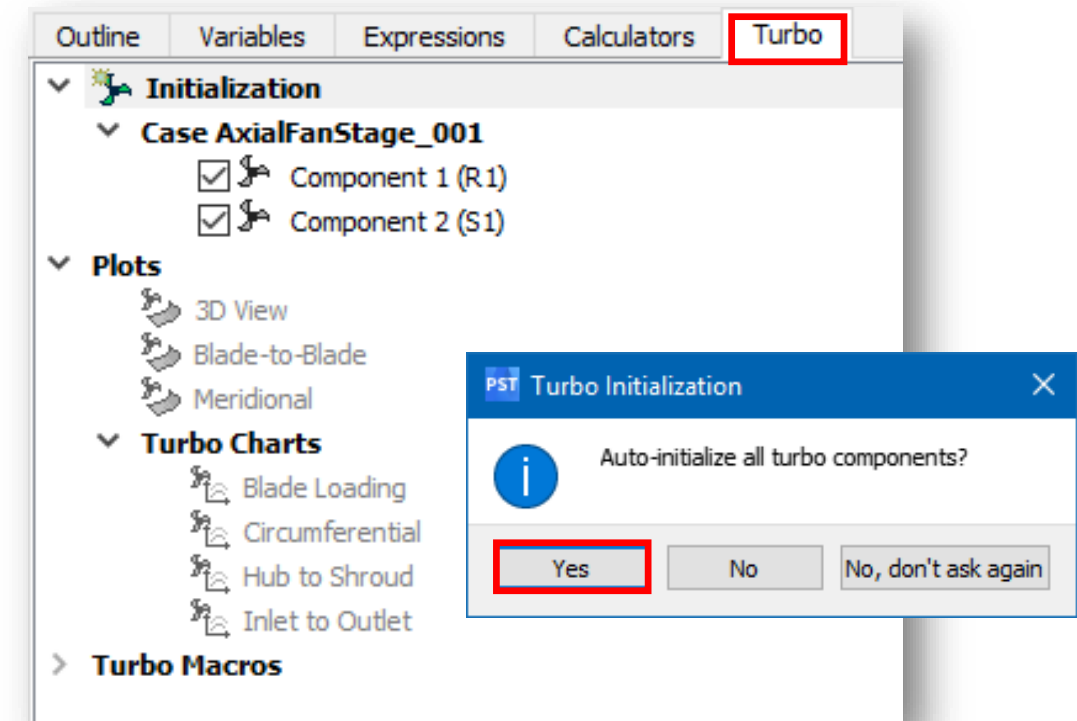 Outline Variables Expressions Calculators Turbo
Initialization
Case AxialFanStage_001
Component 1 (R1)
Component 2 (S1)
Plots
3D View
Blade-to-Blade
Meridional
PST Turbo Initialization
Turbo Charts
Auto-initialize all turbo components?
Blade Loading
Circumferential
Yes No No, don't ask again
Hub to Shroud
Inlet to Outlet
Turbo Macros